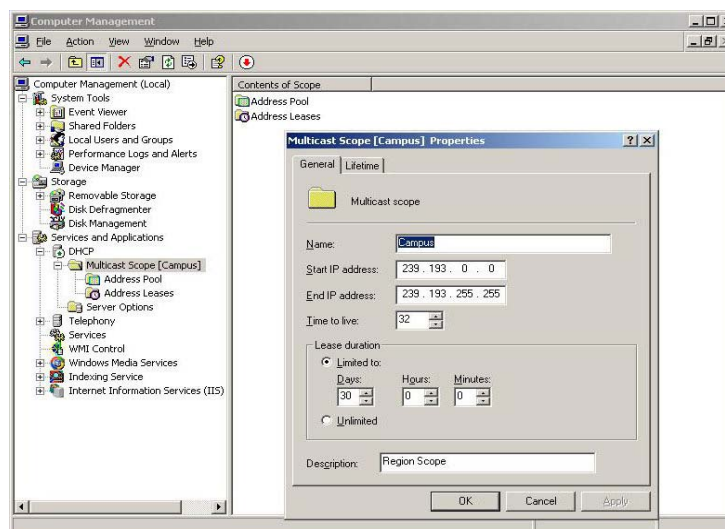 Computer Management
File Action View Window Help
Computer Management (Local)
System Tools
Event Viewer
Shared Folders
Local Users and Groups
Performance Logs and Alerts
Device Manager
Storage
Removable Storage
Disk Defragmenter
Disk Management
Services and Applications
DHCP
Multicast Scope [Campus]
Address Pool
Address Leases
Server Options
Telephony
Services
WMI Control
Windows Media Services
Indexing Service
Internet Information Services (IIS)
Contents of Scope
Address Pool
Address Leases
Multicast Scope [Campus] Properties
General Lifetime
Multicast scope
Name: Campus
Start IP address: 239 . 193 . 0 . 0
End IP address: 239 . 193 . 255 . 255
Time to live: 32
Lease duration
Limited to:
Days: Hours: Minutes:
30 0 0
Unlimited
Description: Region Scope
OK Cancel Apply